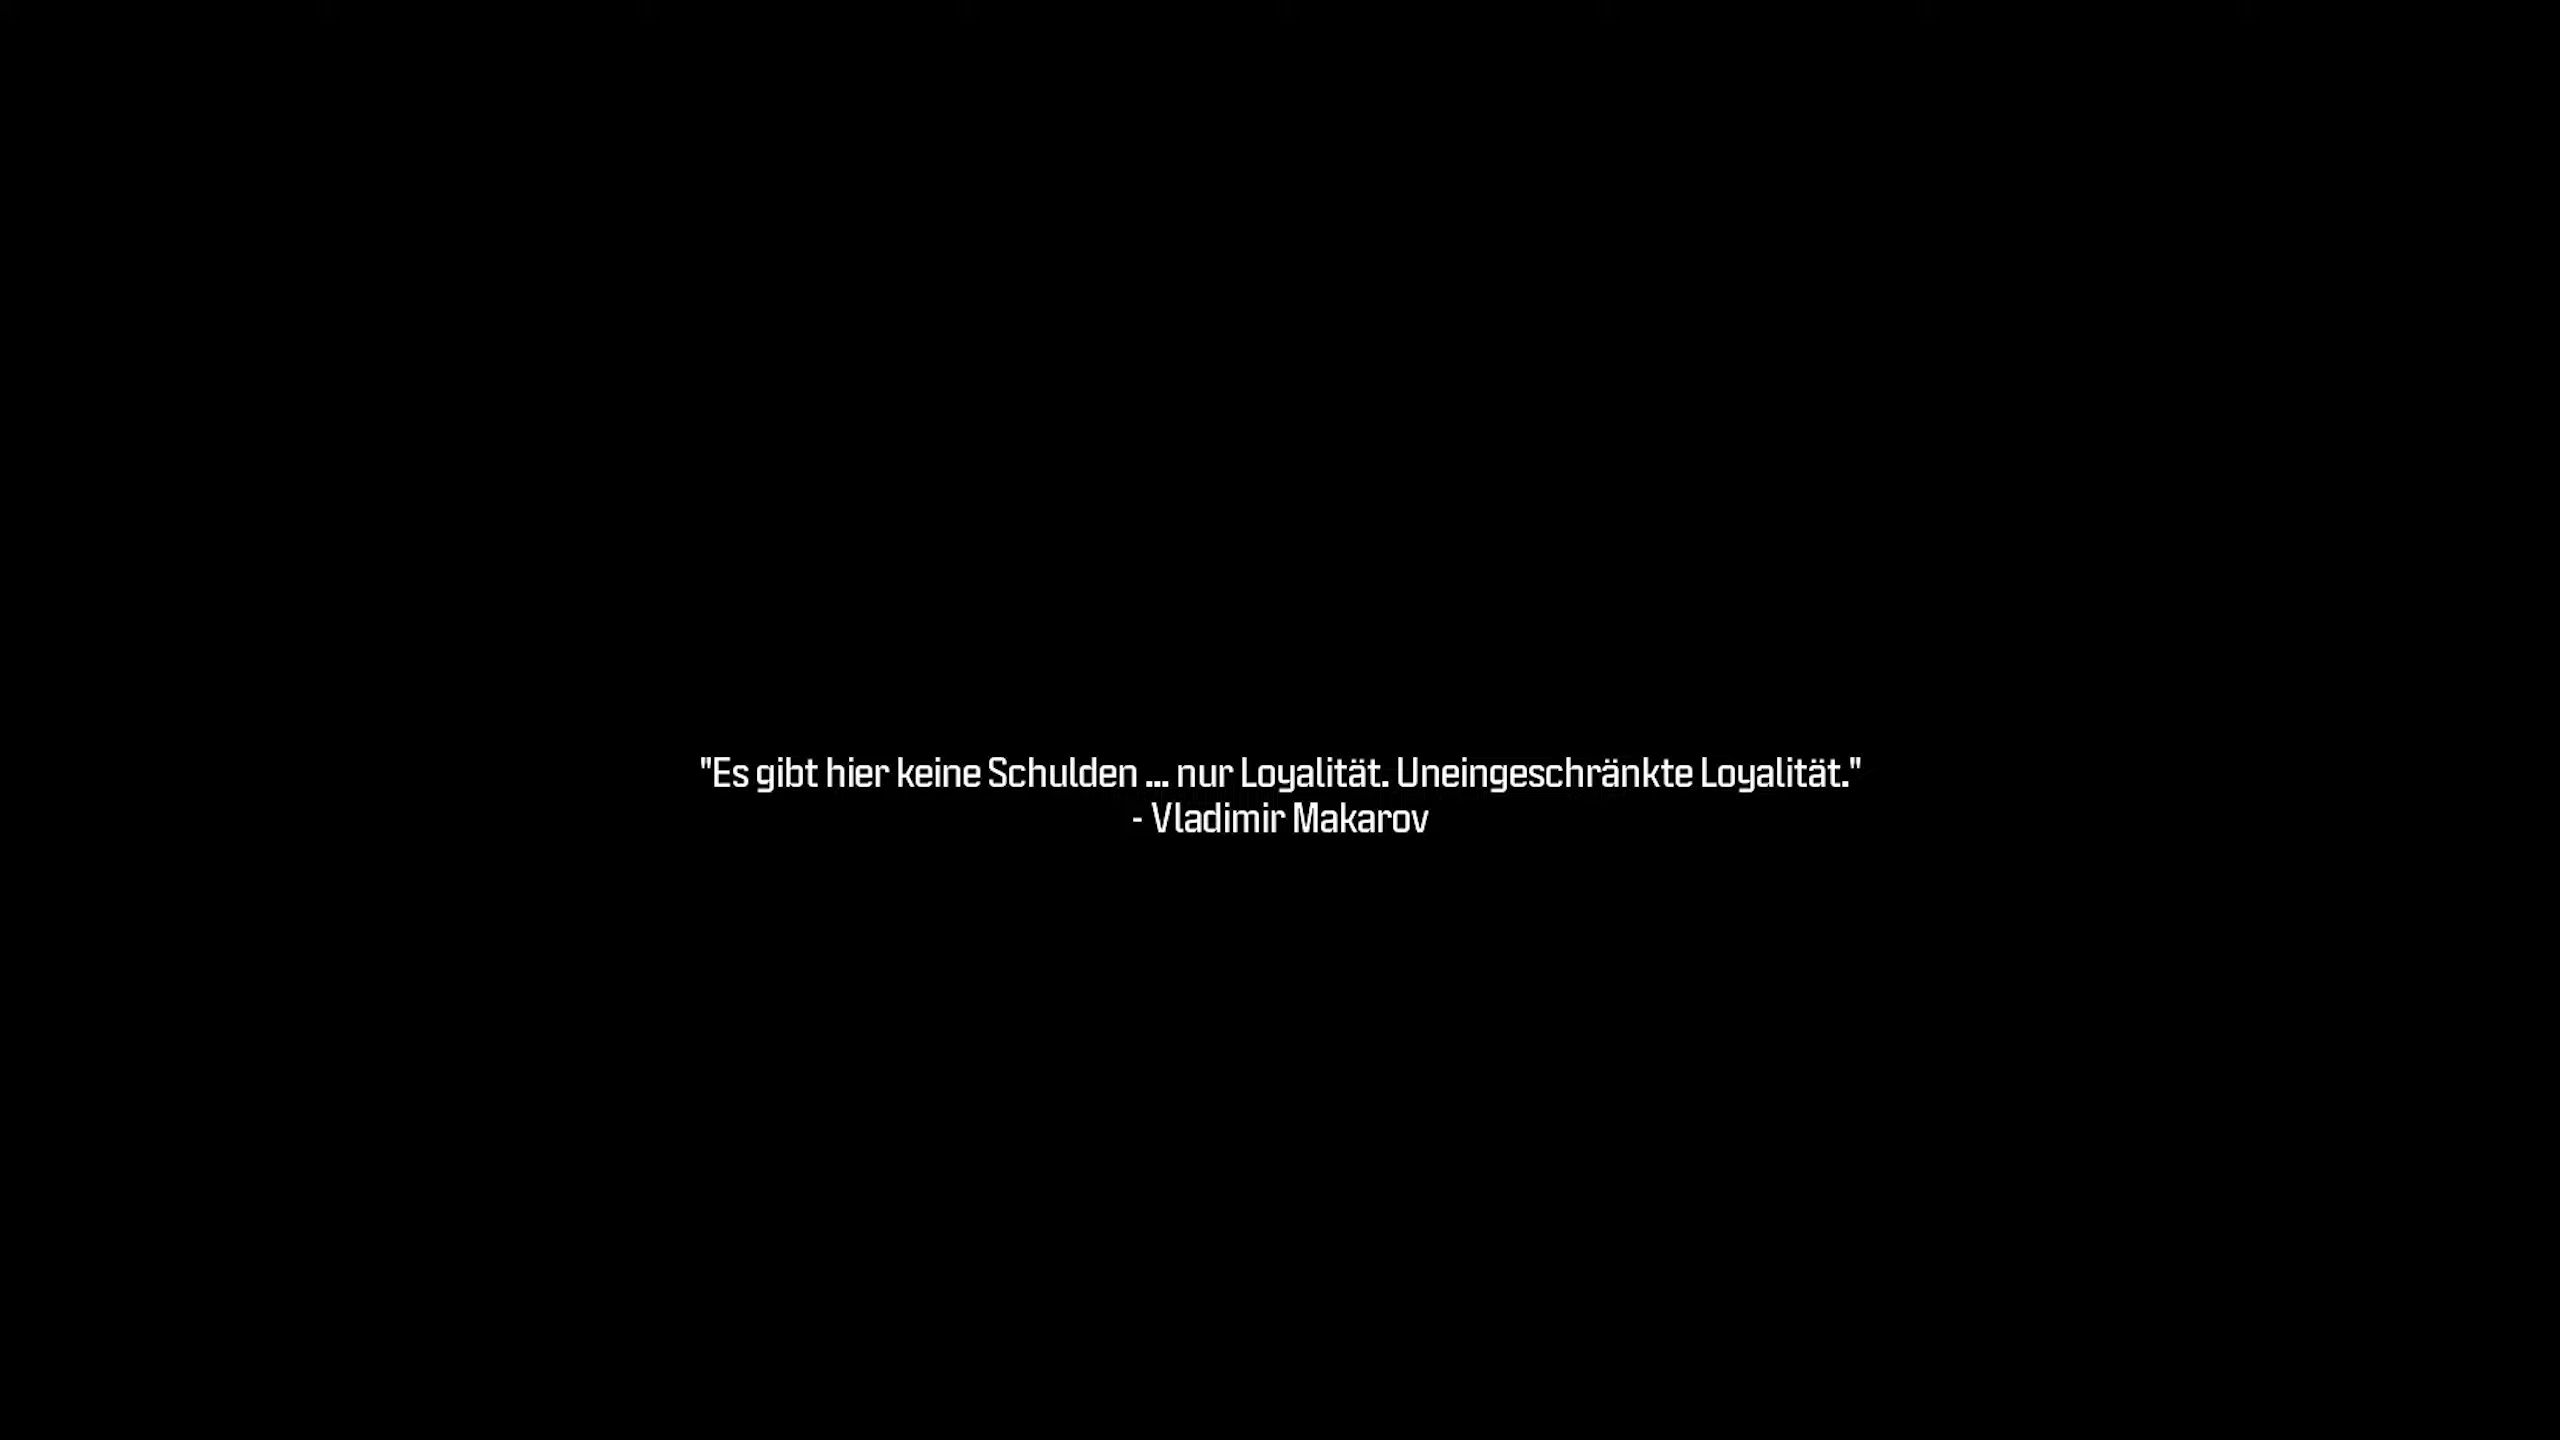 "Es gibt hier keine Schulden ... nur Loyalität. Uneingeschränkte Loyalität."
- Vladimir Makarov